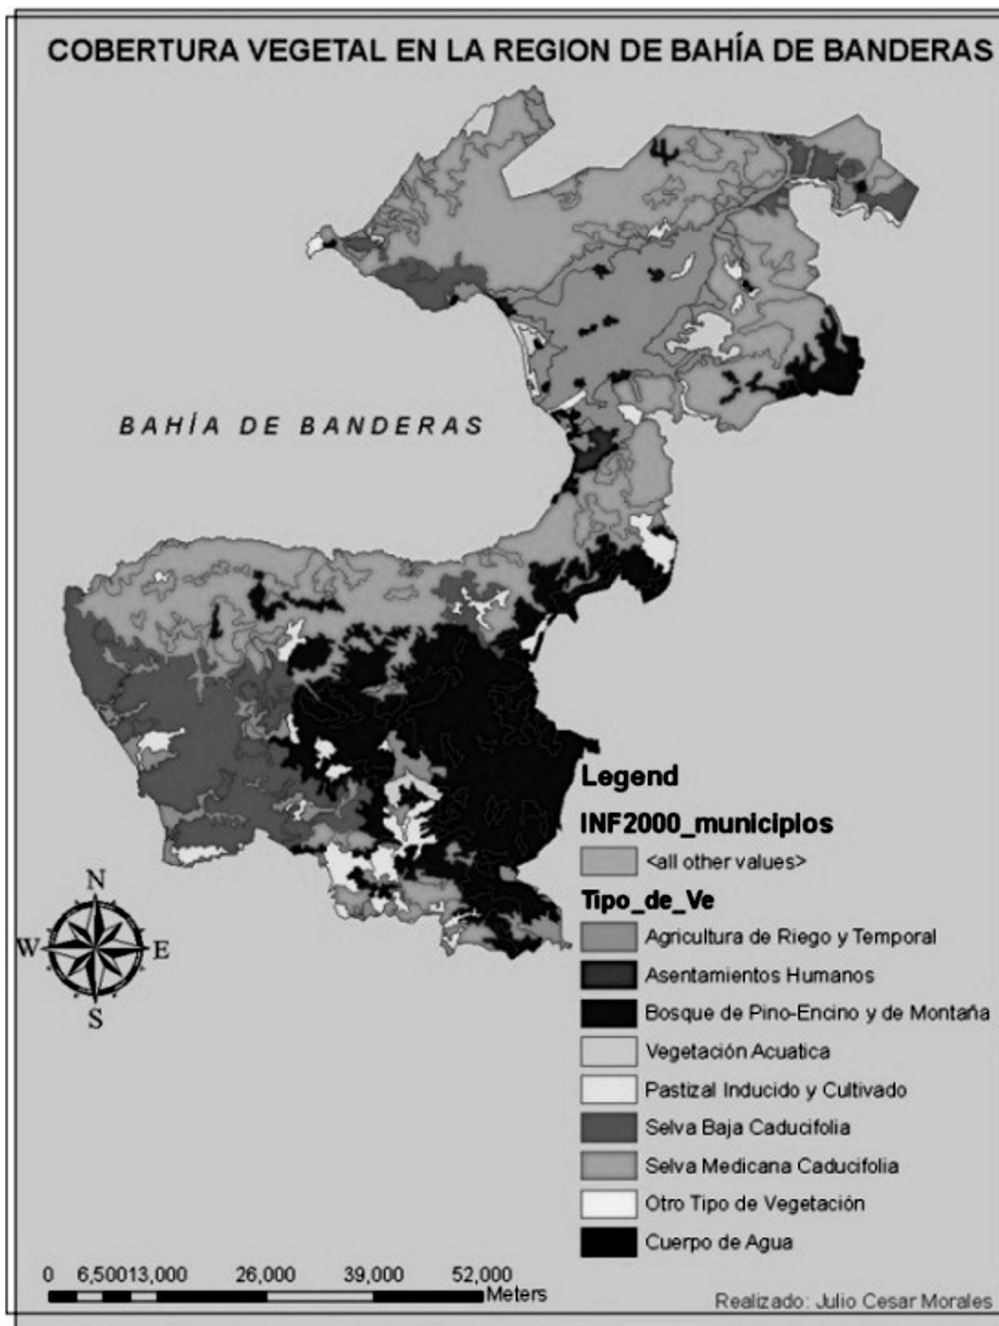 COBERTURA VEGETAL EN LA REGION DE BAHÍA DE BANDERAS
BAHÍA DE BANDERAS
Legend
INF2000_municipios
<all other values>
Tipo_de_Ve
Agricultura de Riego y Temporal
Asentamientos Humanos
Bosque de Pino-Encino y de Montaña
Vegetación Acuatica
Pastizal Inducido y Cultivado
Selva Baja Caducifolia
Selva Medicana Caducifolia
Otro Tipo de Vegetación
Cuerpo de Agua
N
W E
S
0 6,500 13,000 26,000 39,000 52,000
Meters
Realizado: Julio Cesar Morales